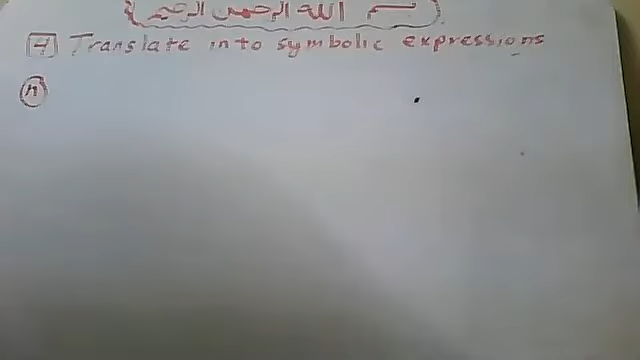 بسم الله الرحمن الرحيم
4 Translate into symbolic expressions
n